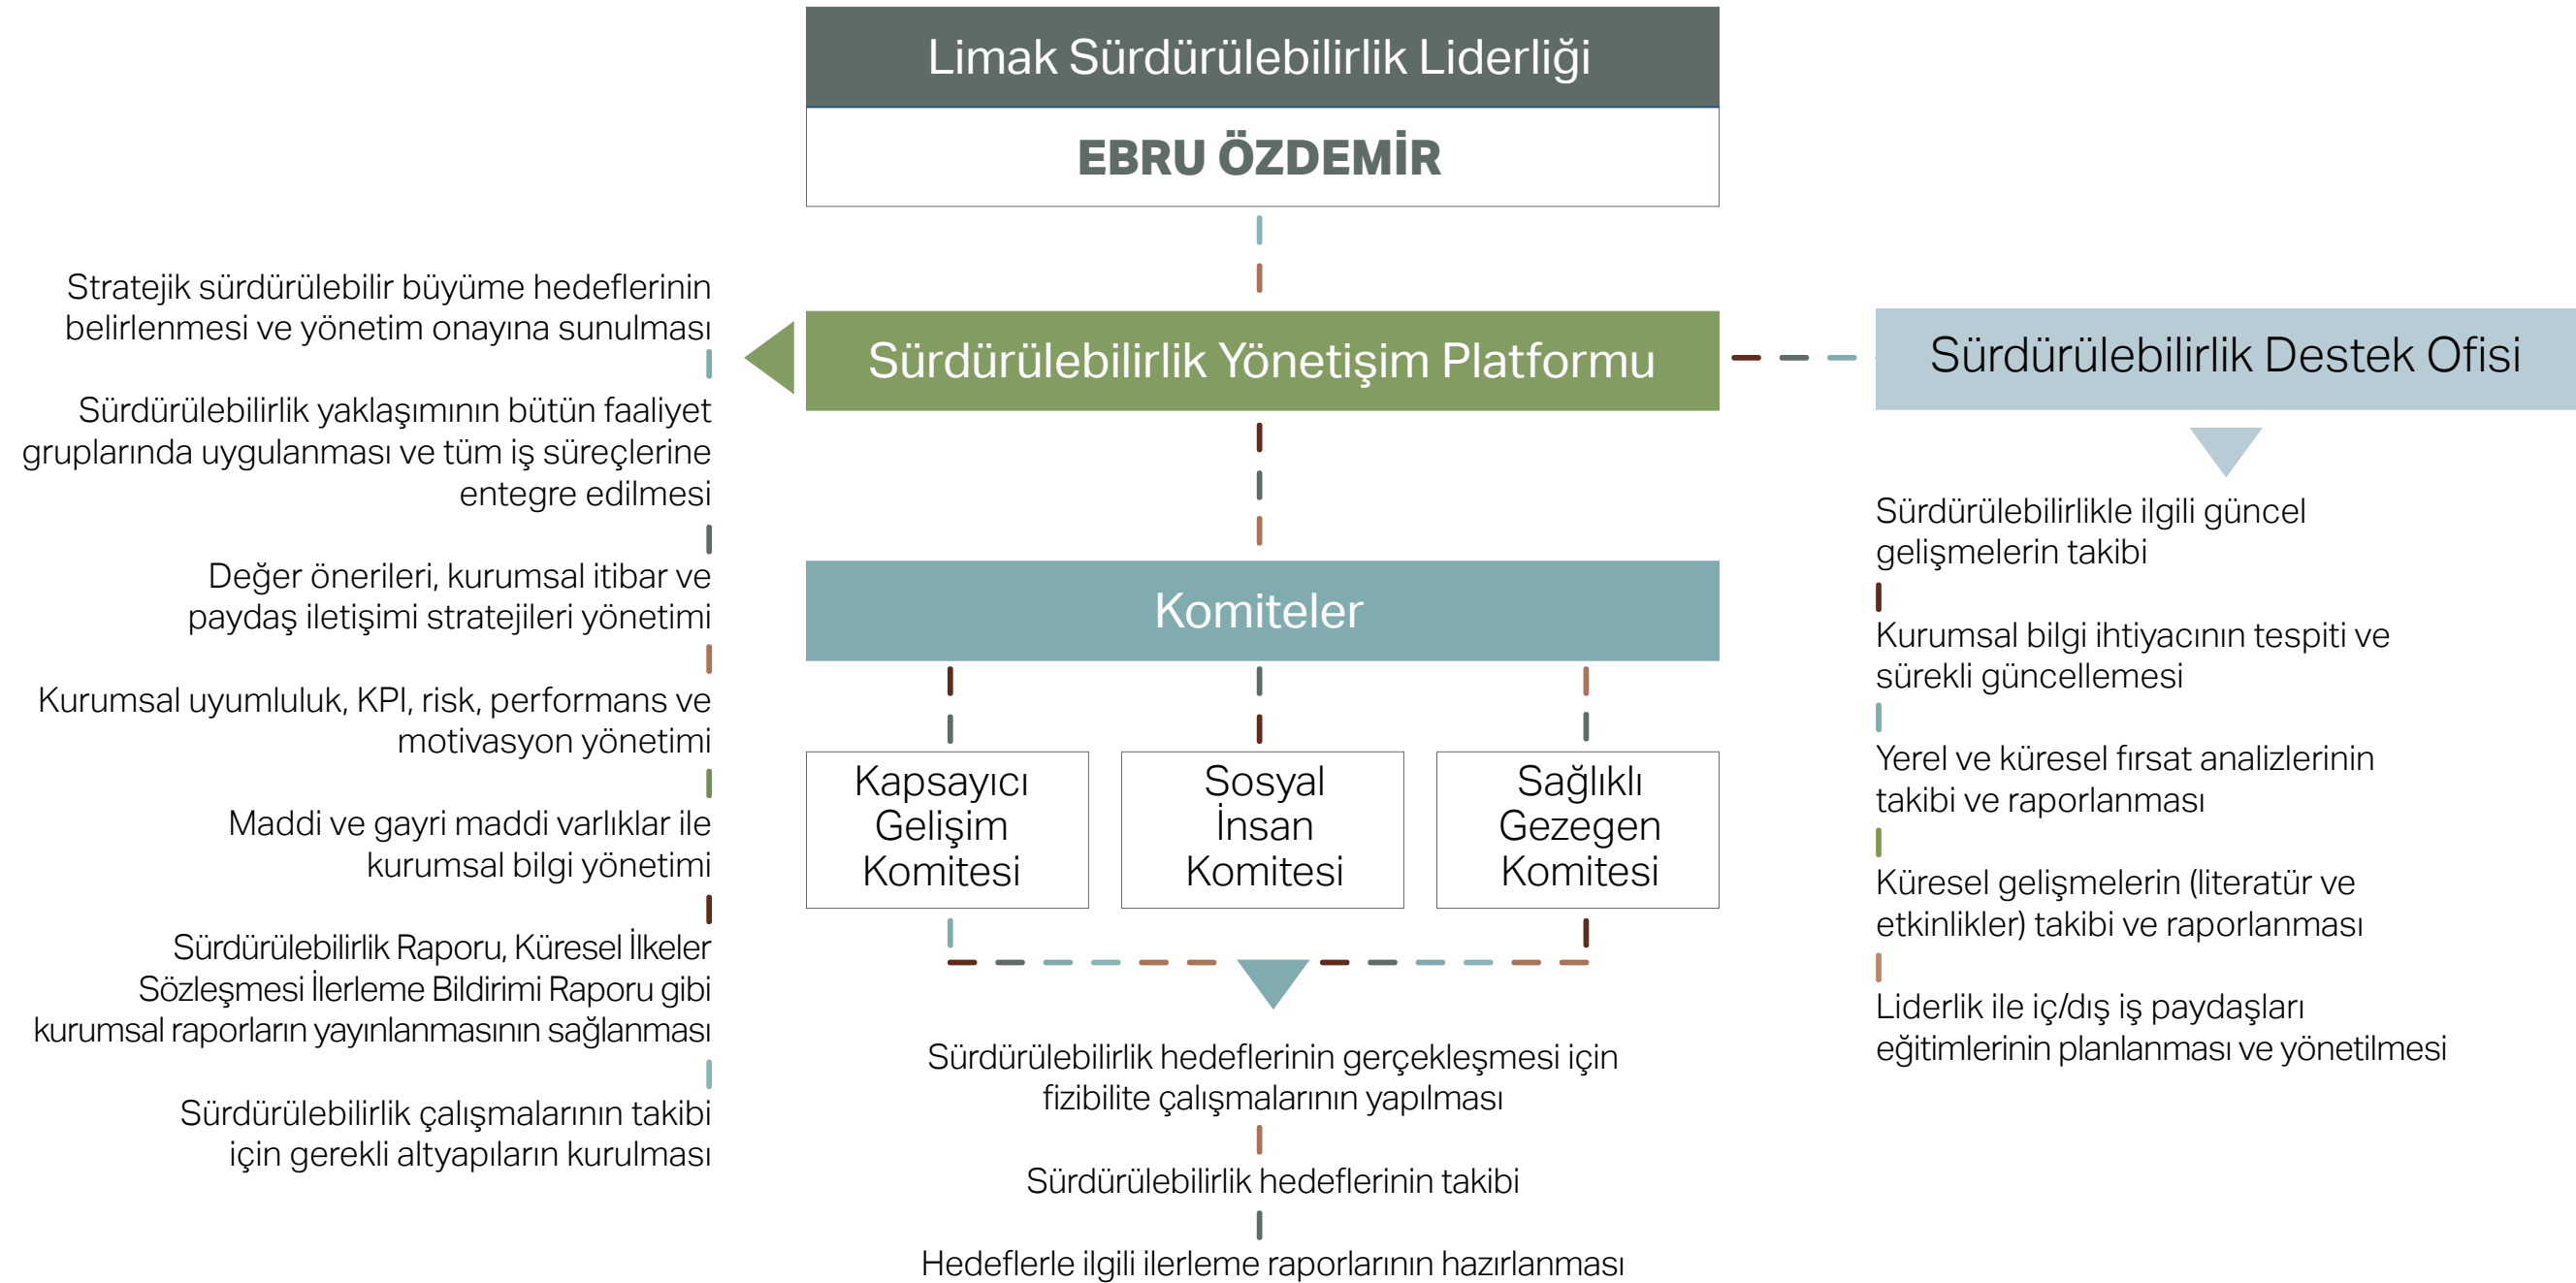 Limak Sürdürülebilirlik Liderliği
EBRU ÖZDEMİR
Stratejik sürdürülebilir büyüme hedeflerinin
belirlenmesi ve yönetim onayına sunulması
Sürdürülebilirlik yaklaşımının bütün faaliyet
gruplarında uygulanması ve tüm iş süreçlerine
entegre edilmesi
Değer önerileri, kurumsal itibar ve
paydaş iletişimi stratejileri yönetimi
Kurumsal uyumluluk, KPI, risk, performans ve
motivasyon yönetimi
Maddi ve gayri maddi varlıklar ile
kurumsal bilgi yönetimi
Sürdürülebilirlik Raporu, Küresel İlkeler
Sözleşmesi İlerleme Bildirimi Raporu gibi
kurumsal raporların yayınlanmasının sağlanması
Sürdürülebilirlik çalışmalarının takibi
için gerekli altyapıların kurulması
Sürdürülebilirlik Yönetişim Platformu
Komiteler
Kapsayıcı
Gelişim
Komitesi
Sosyal
İnsan
Komitesi
Sağlıklı
Gezegen
Komitesi
Sürdürülebilirlik hedeflerinin gerçekleşmesi için
fizibilite çalışmalarının yapılması
Sürdürülebilirlik hedeflerinin takibi
Hedeflerle ilgili ilerleme raporlarının hazırlanması
Sürdürülebilirlik Destek Ofisi
Sürdürülebilirlikle ilgili güncel
gelişmelerin takibi
Kurumsal bilgi ihtiyacının tespiti ve
sürekli güncellemesi
Yerel ve küresel fırsat analizlerinin
takibi ve raporlanması
Küresel gelişmelerin (literatür ve
etkinlikler) takibi ve raporlanması
Liderlik ile iç/dış iş paydaşları
eğitimlerinin planlanması ve yönetilmesi